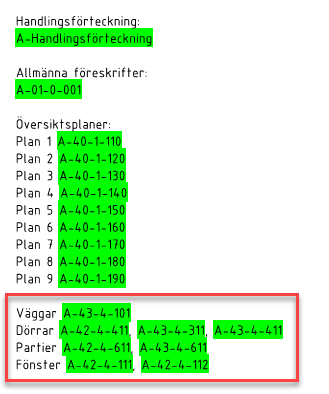 Handlingsförteckning:
A-Handlingsförteckning
Allmänna föreskrifter:
A-01-0-001
Översiktsplaner:
Plan 1 A-40-1-110
Plan 2 A-40-1-120
Plan 3 A-40-1-130
Plan 4 A-40-1-140
Plan 5 A-40-1-150
Plan 6 A-40-1-160
Plan 7 A-40-1-170
Plan 8 A-40-1-180
Plan 9 A-40-1-190
Väggar A-43-4-101
Dörrar A-42-4-411, A-43-4-311, A-43-4-411
Partier A-42-4-611, A-43-4-611
Fönster A-42-4-111, A-42-4-112